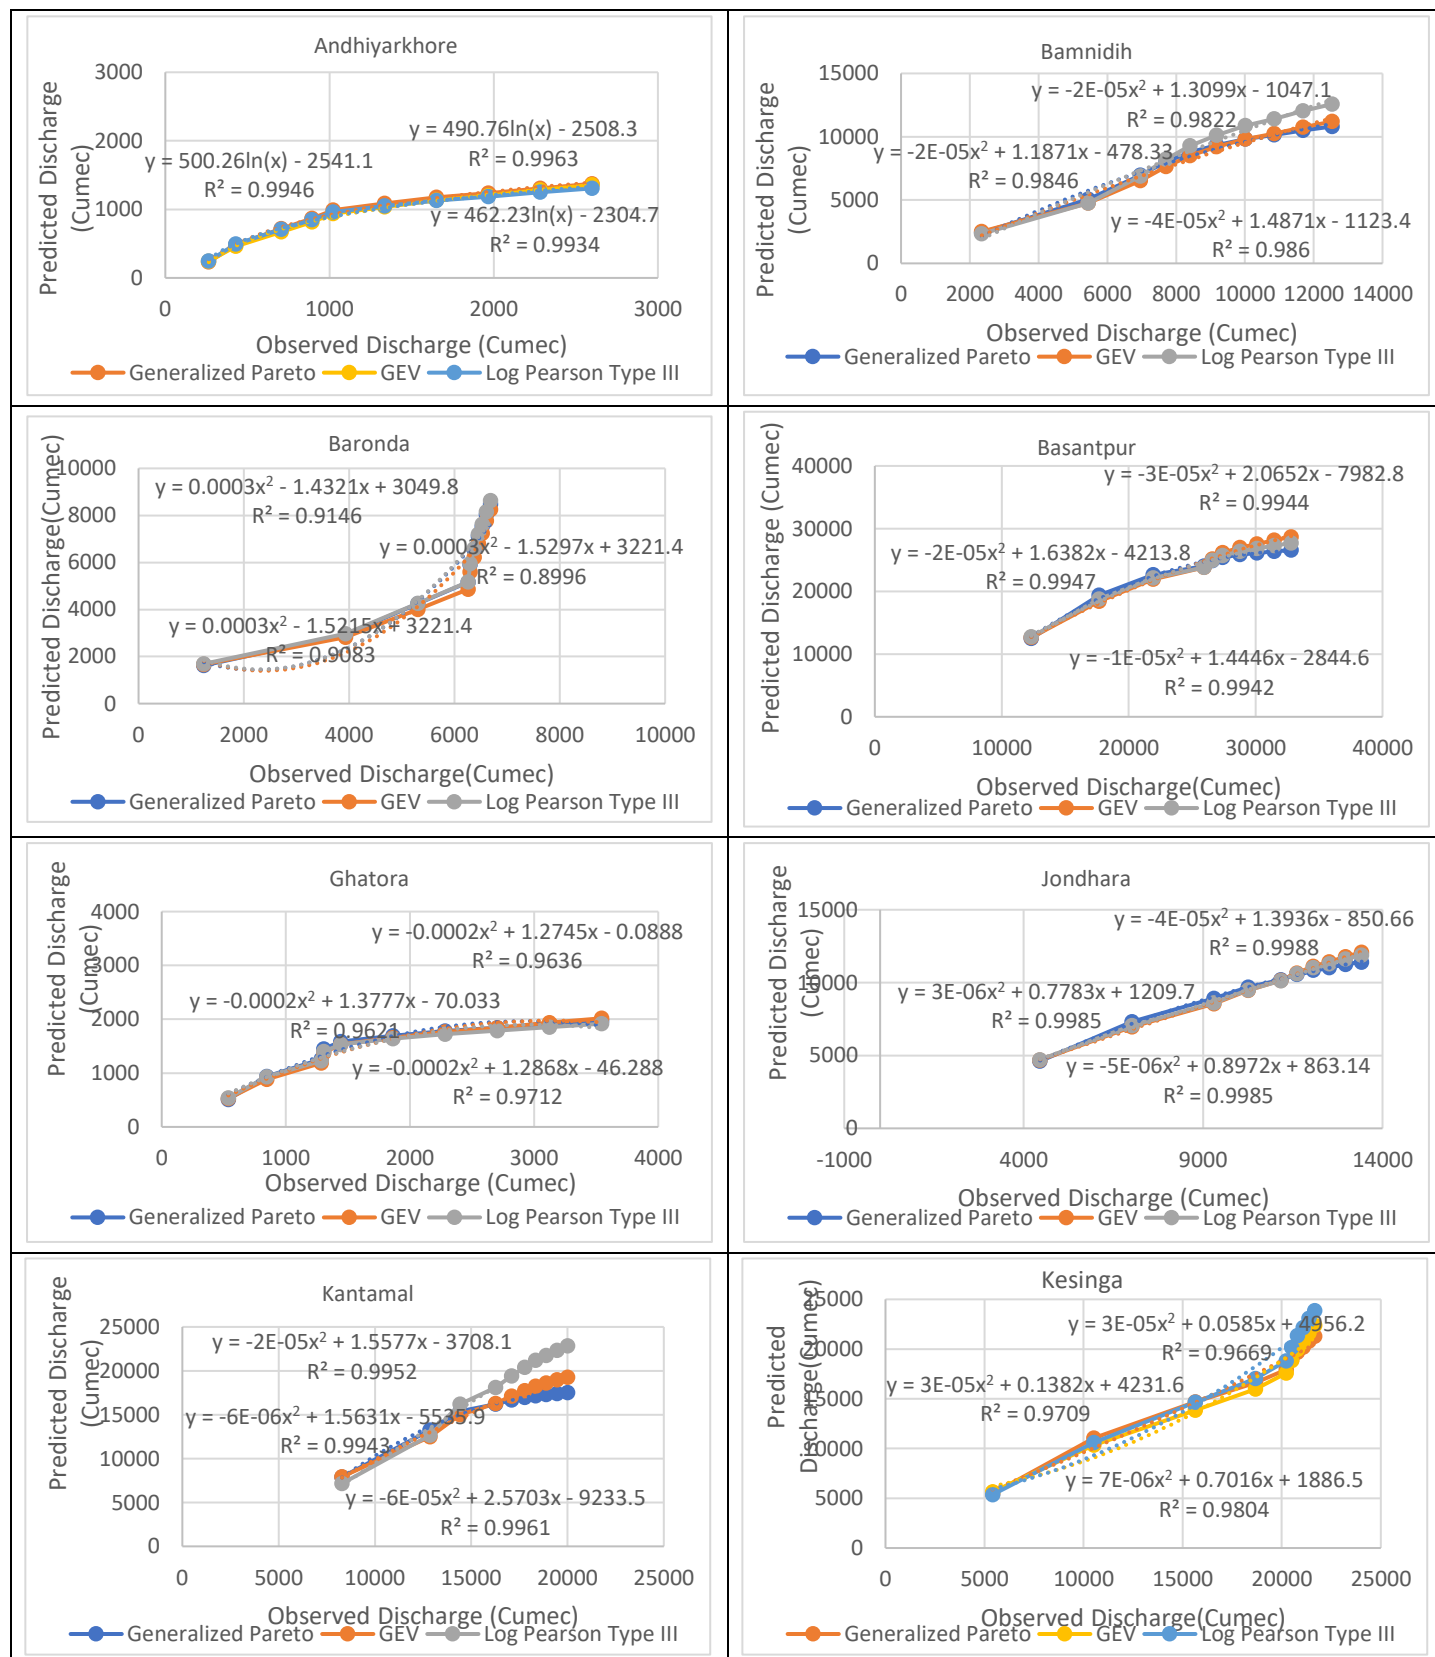 Andhiyarkhore
Predicted Discharge
(Cumec)
3000
2000
1000
0
y = 490.76ln(x) - 2508.3
R² = 0.9963
y = 500.26ln(x) - 2541.1
R² = 0.9946
y = 462.23ln(x) - 2304.7
R² = 0.9934
0 1000 2000 3000
Observed Discharge (Cumec)
Generalized Pareto GEV Log Pearson Type III
Bamnidih
Predicted Discharge
(Cumec)
15000
10000
5000
0
y = -2E-05x² + 1.3099x - 1047.1
R² = 0.9822
y = -2E-05x² + 1.1871x - 478.33
R² = 0.9846
y = -4E-05x² + 1.4871x - 1123.4
R² = 0.986
0 2000 4000 6000 8000 10000 12000 14000
Observed Discharge (Cumec)
Generalized Pareto GEV Log Pearson Type III
Baronda
Predicted Discharge(Cumec)
10000
8000
6000
4000
2000
0
y = 0.0003x² - 1.4321x + 3049.8
R² = 0.9146
y = 0.0003x² - 1.5297x + 3221.4
R² = 0.8996
y = 0.0003x² - 1.5215x + 3221.4
R² = 0.9083
0 2000 4000 6000 8000 10000
Observed Discharge(Cumec)
Generalized Pareto GEV Log Pearson Type III
Basantpur
Predicted Discharge (Cumec)
40000
30000
20000
10000
0
y = -3E-05x² + 2.0652x - 7982.8
R² = 0.9944
y = -2E-05x² + 1.6382x - 4213.8
R² = 0.9947
y = -1E-05x² + 1.4446x - 2844.6
R² = 0.9942
0 10000 20000 30000 40000
Observed Discharge(Cumec)
Generalized Pareto GEV Log Pearson Type III
Ghatora
Predicted Discharge
(Cumec)
4000
3000
2000
1000
0
y = -0.0002x² + 1.2745x - 0.0888
R² = 0.9636
y = -0.0002x² + 1.3777x - 70.033
R² = 0.9621
y = -0.0002x² + 1.2868x - 46.288
R² = 0.9712
0 1000 2000 3000 4000
Observed Discharge (Cumec)
Generalized Pareto GEV Log Pearson Type III
Jondhara
Predicted Discharge
(Cumec)
15000
10000
5000
0
y = -4E-05x² + 1.3936x - 850.66
R² = 0.9988
y = 3E-06x² + 0.7783x + 1209.7
R² = 0.9985
y = -5E-06x² + 0.8972x + 863.14
R² = 0.9985
-1000 4000 9000 14000
Observed Discharge (Cumec)
Generalized Pareto GEV Log Pearson Type III
Kantamal
Predicted Discharge
(Cumec)
25000
20000
15000
10000
5000
0
y = -2E-05x² + 1.5577x - 3708.1
R² = 0.9952
y = -6E-06x² + 1.5631x - 5535.9
R² = 0.9943
y = -6E-05x² + 2.5703x - 9233.5
R² = 0.9961
0 5000 10000 15000 20000 25000
Observed Discharge (Cumec)
Generalized Pareto GEV Log Pearson Type III
Kesinga
Predicted
Discharge(Cumec)
25000
20000
15000
10000
5000
0
y = 3E-05x² + 0.0585x + 4956.2
R² = 0.9669
y = 3E-05x² + 0.1382x + 4231.6
R² = 0.9709
y = 7E-06x² + 0.7016x + 1886.5
R² = 0.9804
0 5000 10000 15000 20000 25000
Observed Discharge(Cumec)
Generalized Pareto GEV Log Pearson Type III